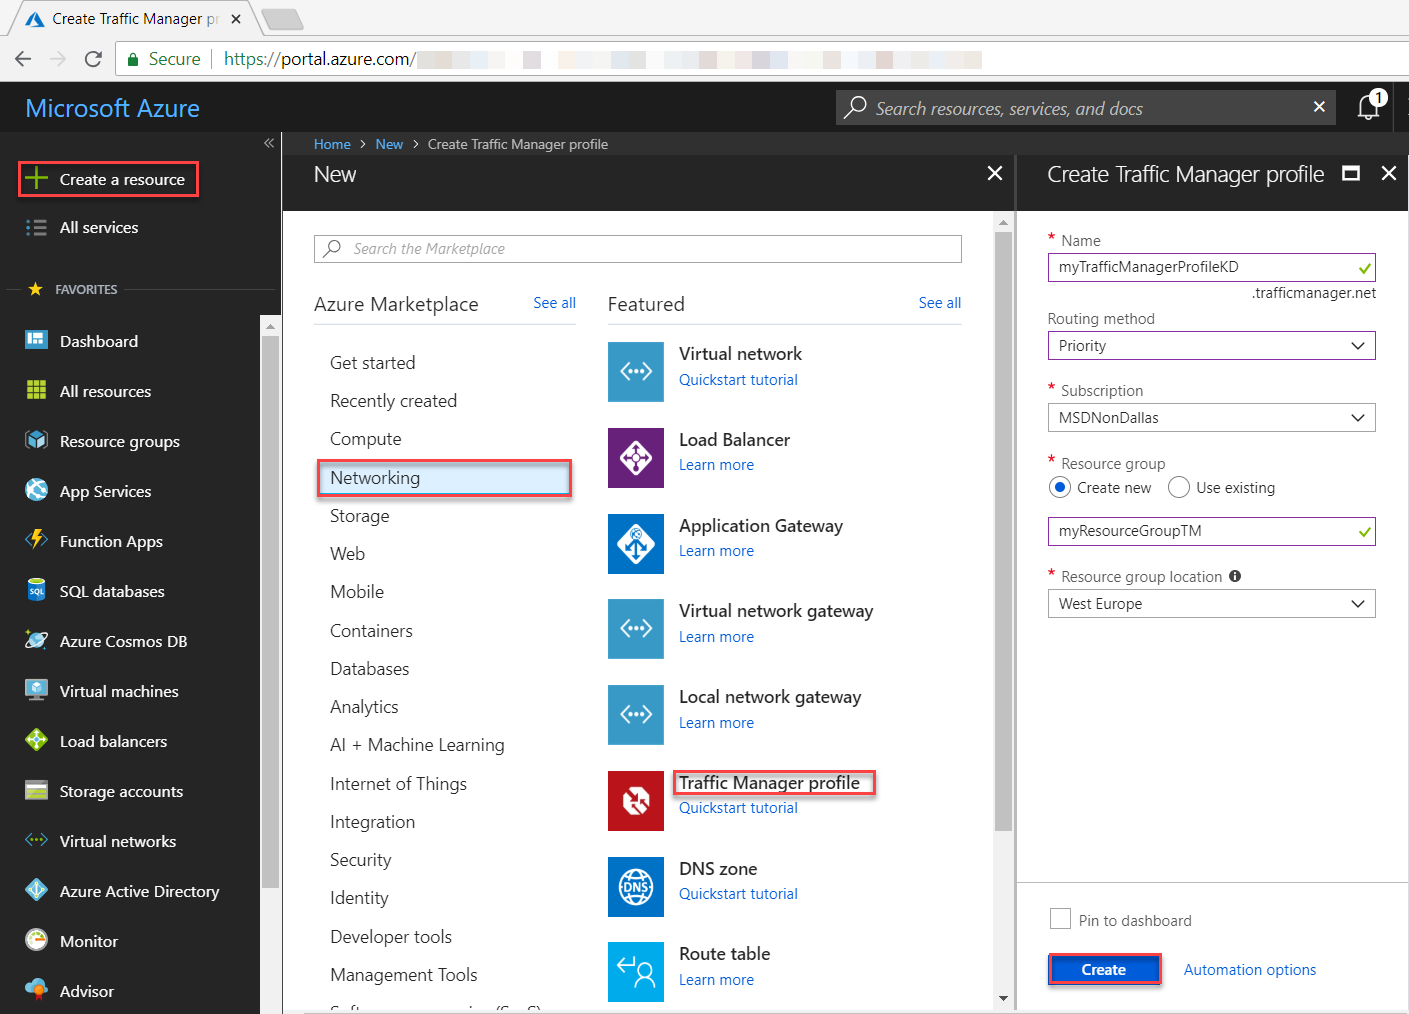 Create Traffic Manager pr
Secure
https://portal.azure.com/
Microsoft Azure
Search resources, services, and docs
1
Create a resource
All services
FAVORITES
Dashboard
All resources
Resource groups
App Services
Function Apps
SQL databases
Azure Cosmos DB
Virtual machines
Load balancers
Storage accounts
Virtual networks
Azure Active Directory
Monitor
Advisor
Home > New > Create Traffic Manager profile
New
Search the Marketplace
Azure Marketplace
See all
Get started
Recently created
Compute
Networking
Storage
Web
Mobile
Containers
Databases
Analytics
AI + Machine Learning
Internet of Things
Integration
Security
Identity
Developer tools
Management Tools
Featured
See all
Virtual network
Quickstart tutorial
Load Balancer
Learn more
Application Gateway
Learn more
Virtual network gateway
Learn more
Local network gateway
Learn more
Traffic Manager profile
Quickstart tutorial
DNS
DNS zone
Quickstart tutorial
Route table
Learn more
Create Traffic Manager profile
* Name
myTrafficManagerProfileKD
.trafficmanager.net
Routing method
Priority
* Subscription
MSDNonDallas
* Resource group
Create new
Use existing
myResourceGroupTM
* Resource group location
West Europe
Pin to dashboard
Create
Automation options